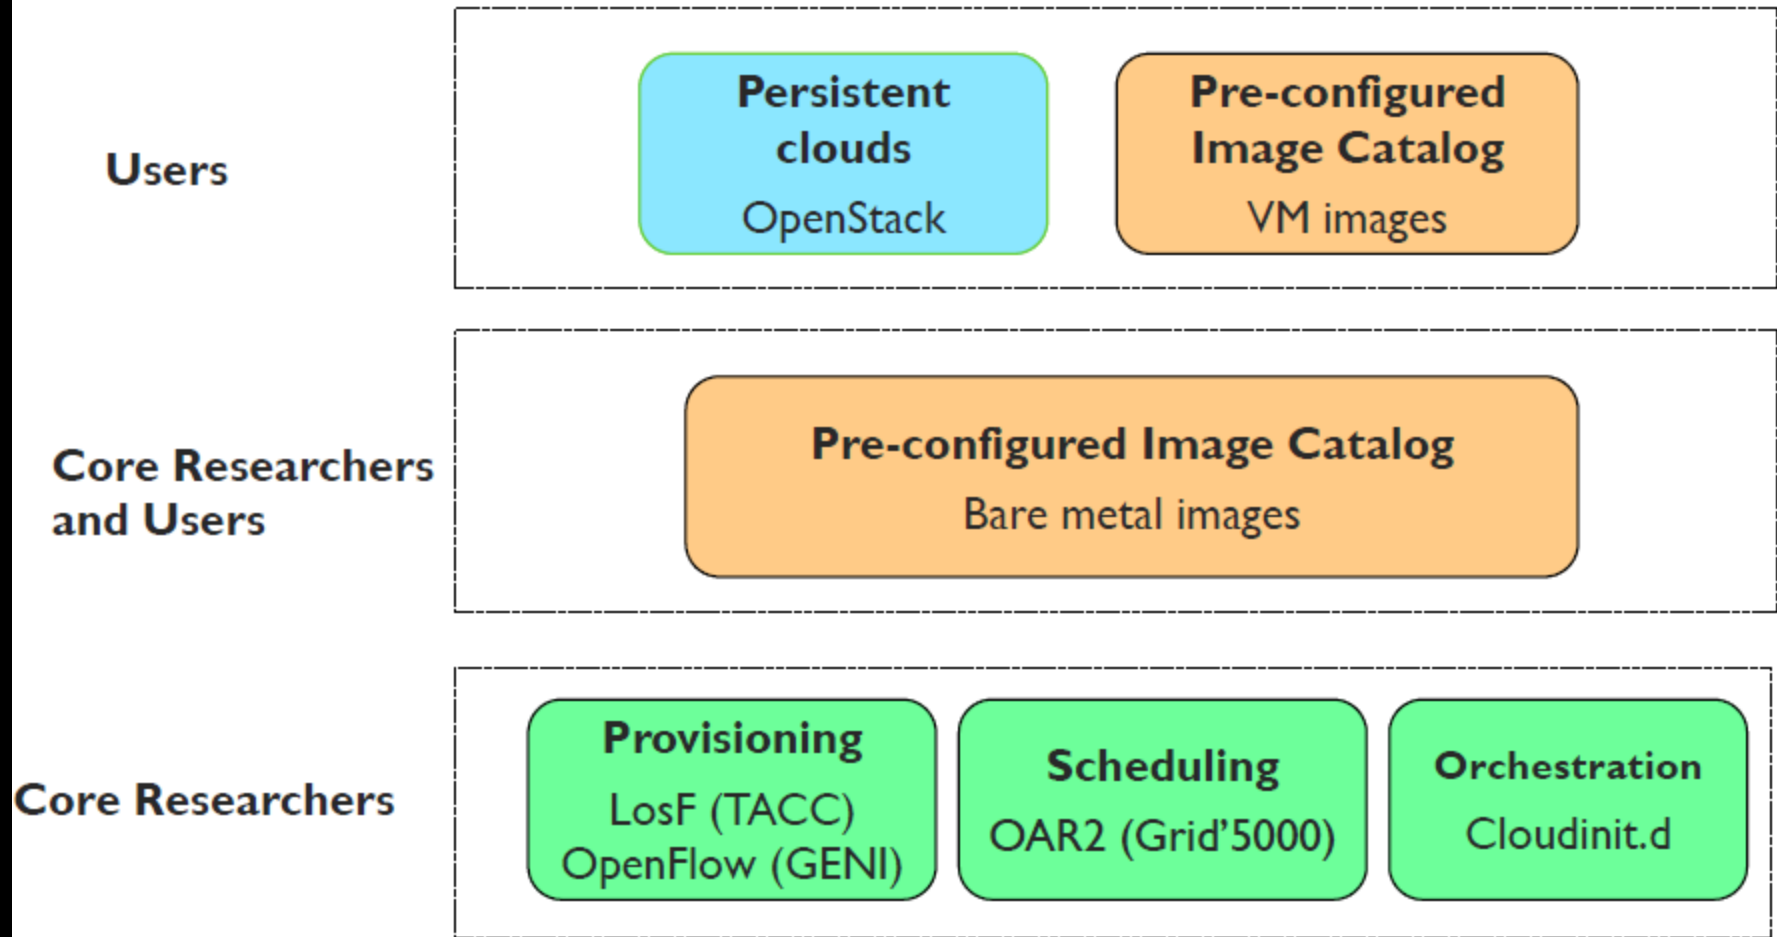 Users
Persistent
clouds
OpenStack
Pre-configured
Image Catalog
VM images
Core Researchers
and Users
Pre-configured Image Catalog
Bare metal images
Core Researchers
Provisioning
LosF (TACC)
OpenFlow (GENI)
Scheduling
OAR2 (Grid’5000)
Orchestration
Cloudinit.d